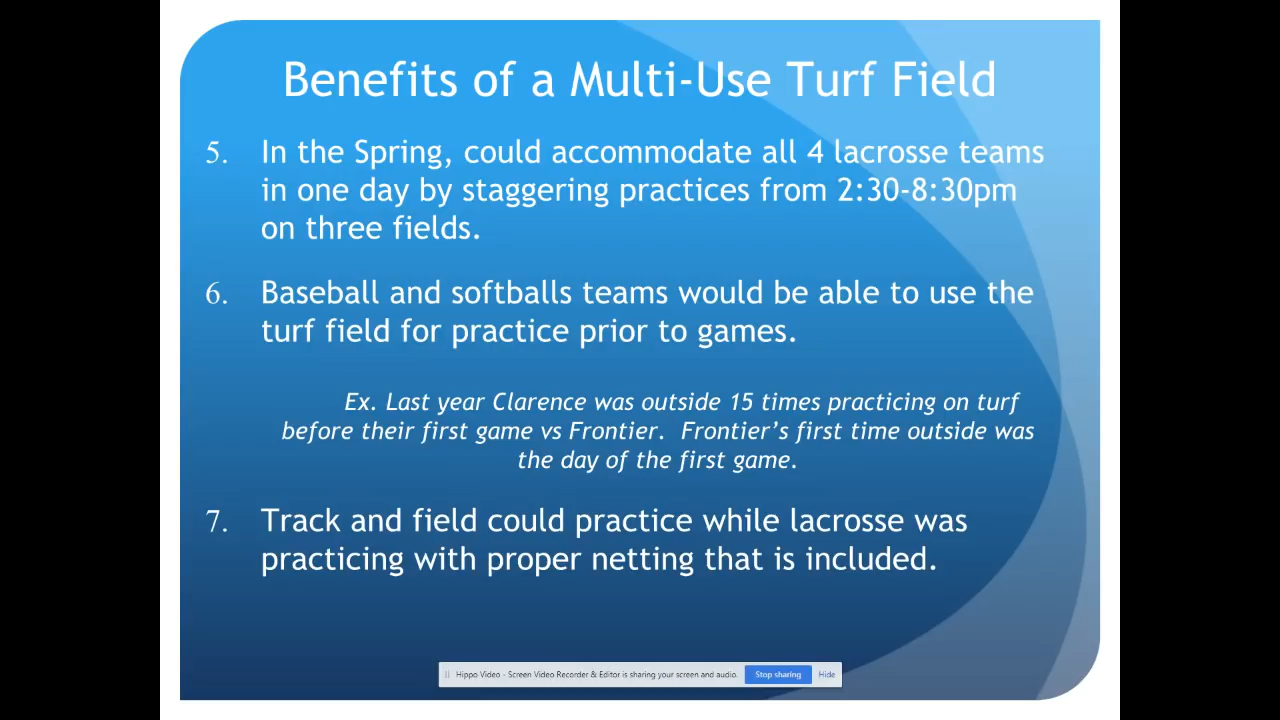 Benefits of a Multi-Use Turf Field
5. In the Spring, could accommodate all 4 lacrosse teams
in one day by staggering practices from 2:30-8:30pm
on three fields.
6. Baseball and softballs teams would be able to use the
turf field for practice prior to games.
Ex. Last year Clarence was outside 15 times practicing on turf
before their first game vs Frontier. Frontier's first time outside was
the day of the first game.
7. Track and field could practice while lacrosse was
practicing with proper netting that is included.
Hippo Video - Screen Video Recorder & Editor is sharing your screen and audio. Stop sharing Hide